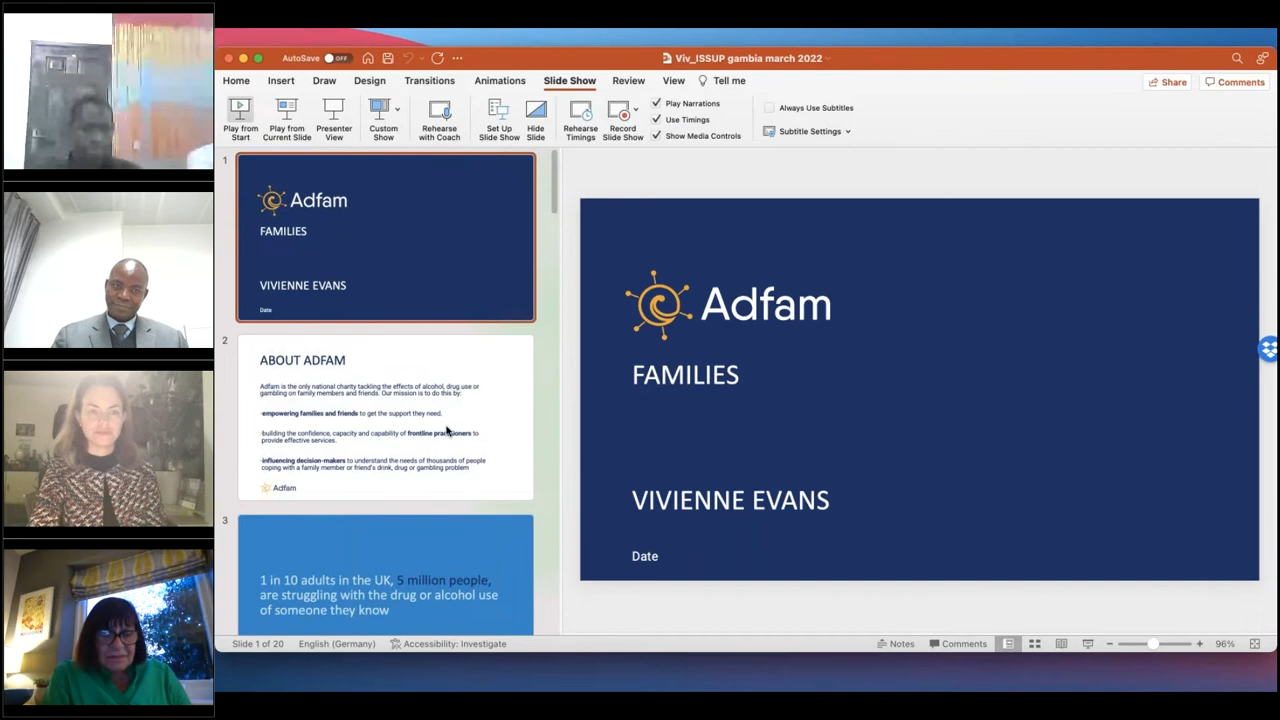 AutoSave OFF
Viv_ISSUP gambia march 2022
Home Insert Draw Design Transitions Animations Slide Show Review View Tell me
Share Comments
Play from Start
Play from Current Slide
Presenter View
Custom Show
Rehearse with Coach
Set Up Slide Show
Hide Slide
Rehearse Timings
Record Slide Show
Play Narrations
Use Timings
Show Media Controls
Always Use Subtitles
Subtitle Settings
1
Adfam
FAMILIES
VIVIENNE EVANS
Date
2
ABOUT ADFAM
Adfam is the only national charity tackling the effects of alcohol, drug use or
gambling on family members and friends. Our mission is to do this by:
·empowering families and friends to get the support they need.
·building the confidence, capacity and capability of frontline practitioners to
provide effective services.
·influencing decision-makers to understand the needs of thousands of people
coping with a family member or friend's drink, drug or gambling problem
Adfam
3
1 in 10 adults in the UK, 5 million people,
are struggling with the drug or alcohol use
of someone they know
Adfam
FAMILIES
VIVIENNE EVANS
Date
Slide 1 of 20 English (Germany) Accessibility: Investigate
Notes Comments 96%